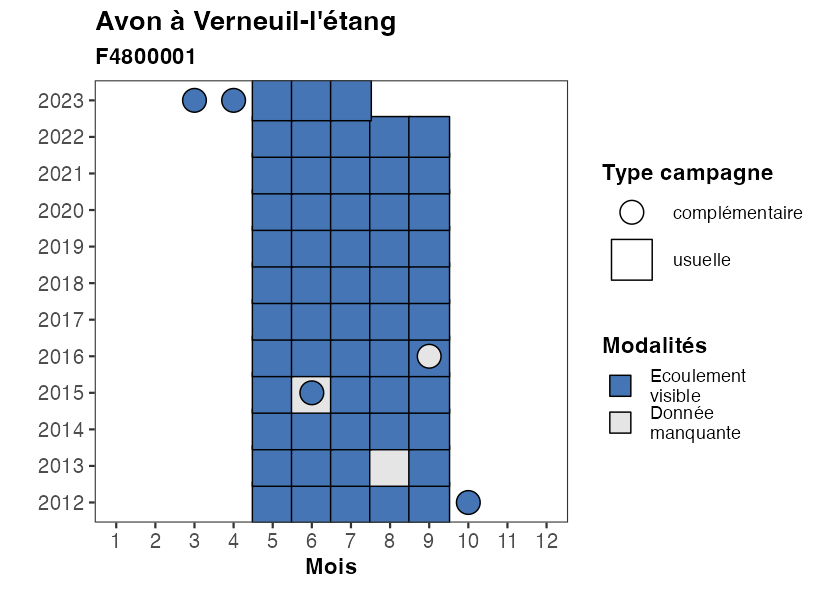 Avon à Verneuil-l'étang
F4800001
2023
2022
2021
2020
2019
2018
2017
2016
2015
2014
2013
2012
1 2 3 4 5 6 7 8 9 10 11 12
Mois
Type campagne
complémentaire
usuelle
Modalités
Ecoulement
visible
Donnée
manquante